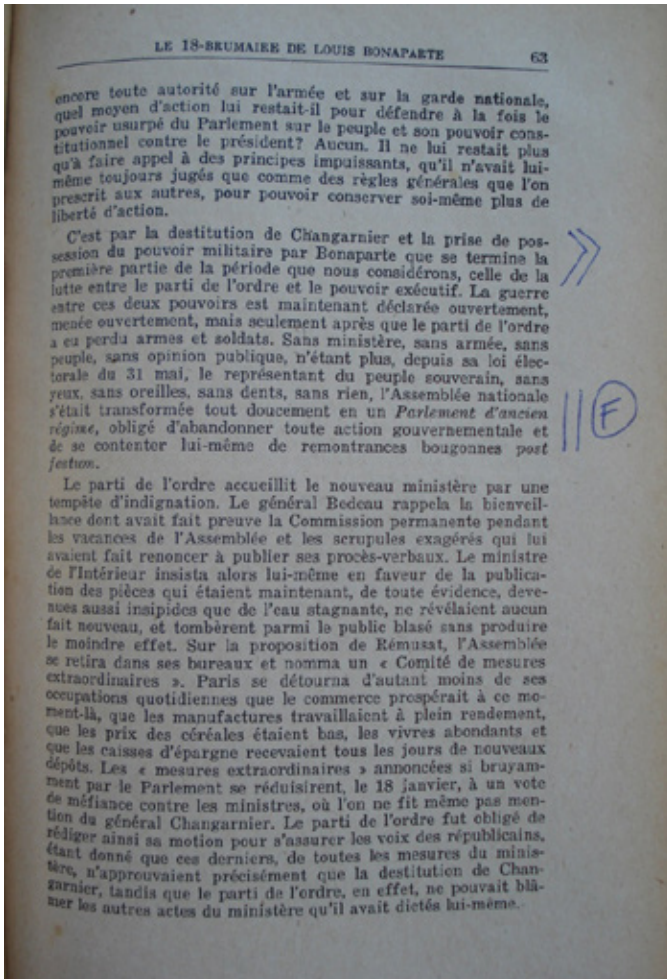 LE 18-BRUMAIRE DE LOUIS BONAPARTE 63
encore toute autorité sur l'armée et sur la garde nationale,
quel moyen d'action lui restait-il pour défendre à la fois le
pouvoir usurpé du Parlement sur le peuple et son pouvoir cons-
titutionnel contre le président? Aucun. Il ne lui restait plus
qu'à faire appel à des principes impuissants, qu'il n'avait lui-
même toujours jugés que comme des règles générales que l'on
prescrit aux autres, pour pouvoir conserver soi-même plus de
liberté d'action.
C'est par la destitution de Changarnier et la prise de pos-
session du pouvoir militaire par Bonaparte que se termine la
première partie de la période que nous considérons, celle de la
lutte entre le parti de l'ordre et le pouvoir exécutif. La guerre
entre ces deux pouvoirs est maintenant déclarée ouvertement,
menée ouvertement, mais seulement après que le parti de l'ordre
a eu perdu armes et soldats. Sans ministère, sans armée, sans
peuple, sans opinion publique, n'étant plus, depuis sa loi élec-
torale du 31 mai, le représentant du peuple souverain, sans
yeux, sans oreilles, sans dents, sans rien, l'Assemblée nationale
s'était transformée tout doucement en un Parlement d'ancien
régime, obligé d'abandonner toute action gouvernementale et
de se contenter lui-même de remontrances bougonnes post
festum.
F
Le parti de l'ordre accueillit le nouveau ministère par une
tempête d'indignation. Le général Bedeau rappela la bienveil-
lance dont avait fait preuve la Commission permanente pendant
les vacances de l'Assemblée et les scrupules exagérés qui lui
avaient fait renoncer à publier ses procès-verbaux. Le ministre
de l'Intérieur insista alors lui-même en faveur de la publica-
tion des pièces qui étaient maintenant, de toute évidence, deve-
nues aussi insipides que de l'eau stagnante, ne révélaient aucun
fait nouveau, et tombèrent parmi le public blasé sans produire
le moindre effet. Sur la proposition de Rémusat, l'Assemblée
se retira dans ses bureaux et nomma un « Comité de mesures
extraordinaires ». Paris se détourna d'autant moins de ses
occupations quotidiennes que le commerce prospérait à ce mo-
ment-là, que les manufactures travaillaient à plein rendement,
que les prix des céréales étaient bas, les vivres abondants et
que les caisses d'épargne recevaient tous les jours de nouveaux
dépôts. Les « mesures extraordinaires » annoncées si bruyam-
ment par le Parlement se réduisirent, le 18 janvier, à un vote
de méfiance contre les ministres, où l'on ne fit même pas men-
tion du général Changarnier. Le parti de l'ordre fut obligé de
rédiger ainsi sa motion pour s'assurer les voix des républicains,
étant donné que ces derniers, de toutes les mesures du minis-
tère, n'approuvaient précisément que la destitution de Chan-
garnier, tandis que le parti de l'ordre, en effet, ne pouvait blâ-
mer les autres actes du ministère qu'il avait dictés lui-même.